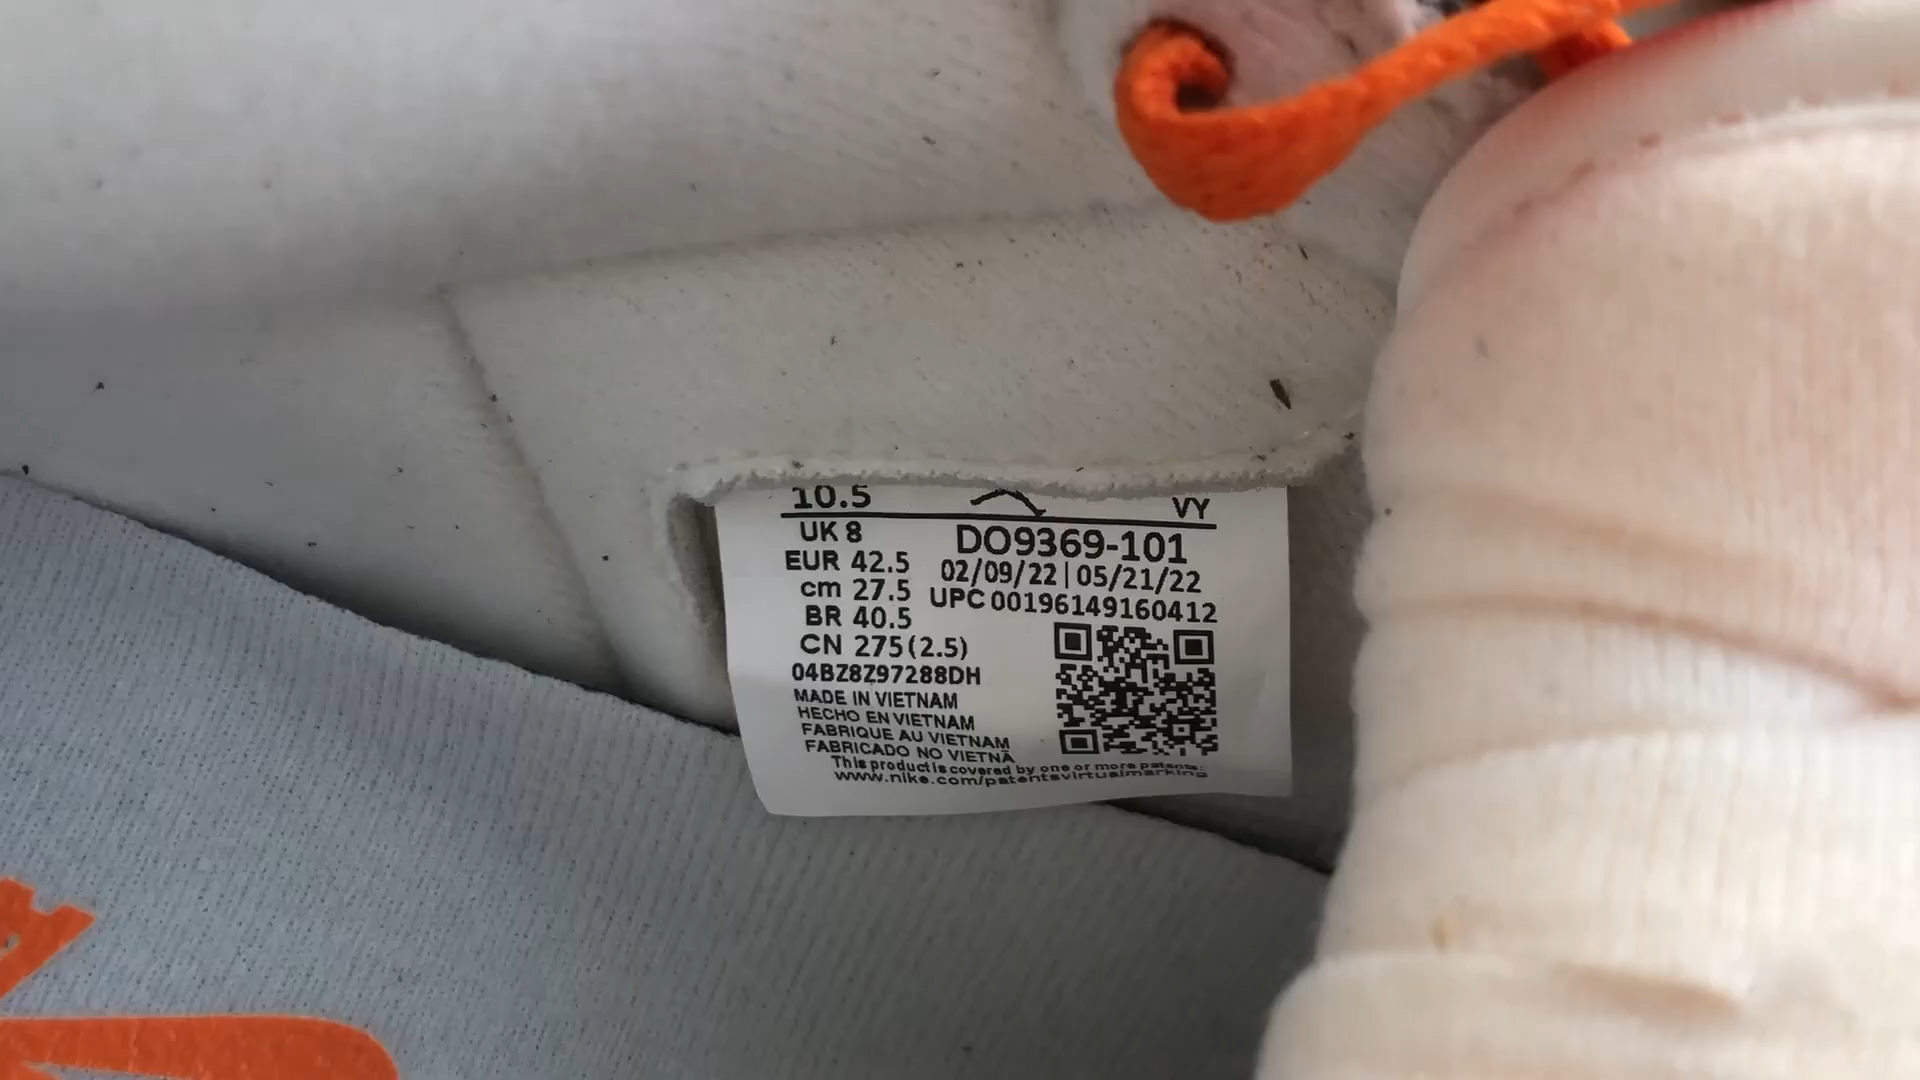 10.5 VY
UK 8
EUR 42.5
cm 27.5
BR 40.5
CN 275(2.5)
DO9369-101
02/09/22|05/21/22
UPC 00196149160412
04BZ8Z97288DH
MADE IN VIETNAM
HECHO EN VIETNAM
FABRIQUE AU VIETNAM
FABRICADO NO VIETNÃ
This product is covered by one or more patents:
www.nike.com/patentsvirtualmarking